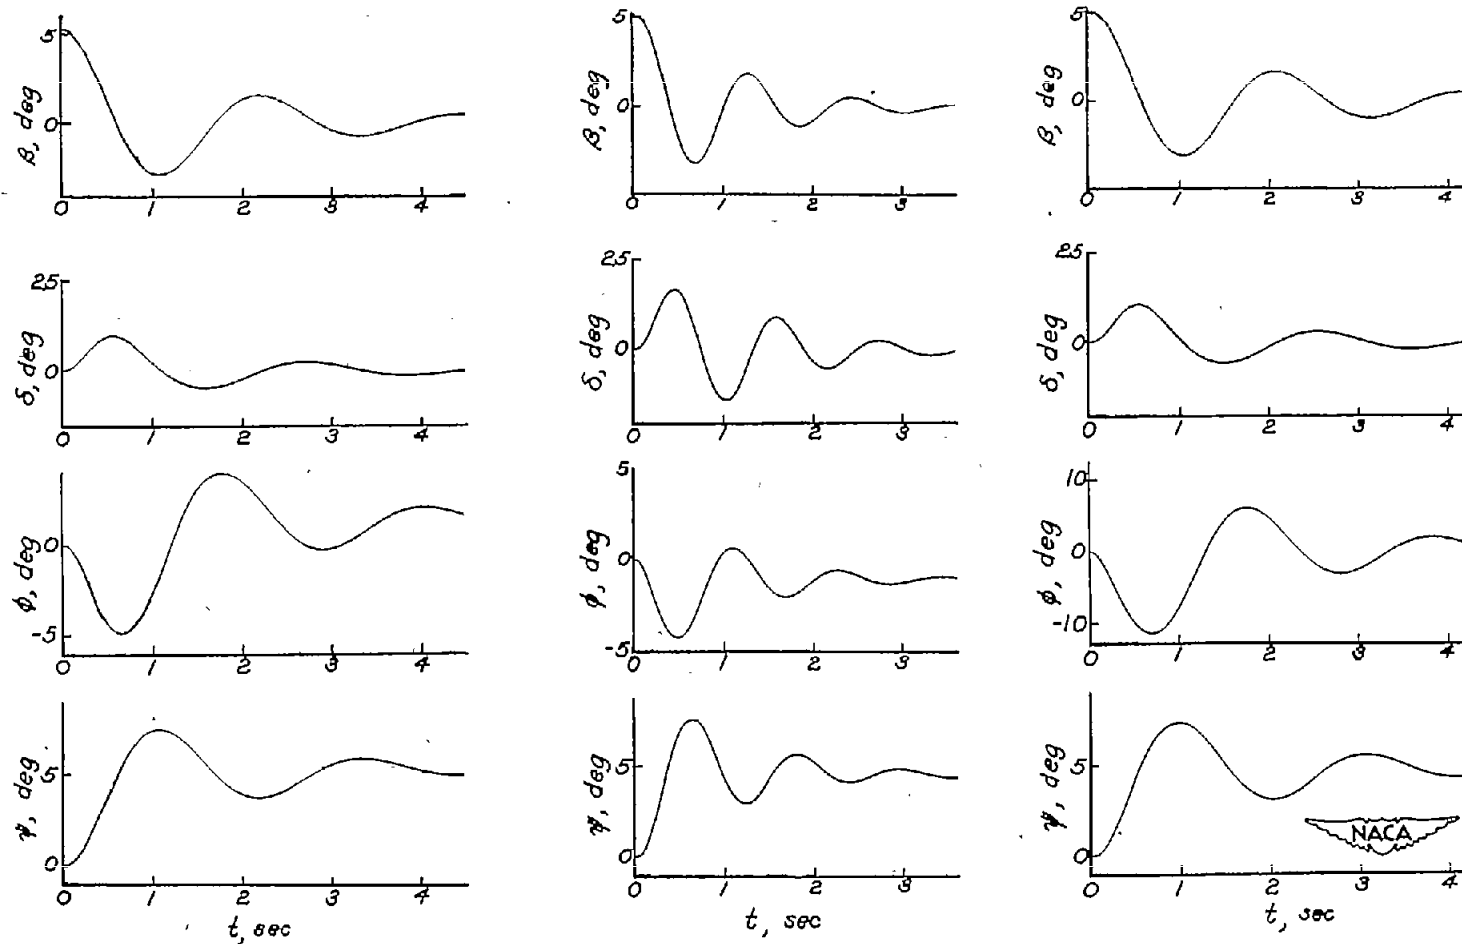 5
0
β, deg
0 1 2 3 4
5
0
β, deg
0 1 2 3
5
0
β, deg
0 1 2 3 4
25
0
δ, deg
0 1 2 3 4
25
0
δ, deg
0 1 2 3
25
0
δ, deg
0 1 2 3 4
0
-5
φ, deg
0 1 2 3 4
5
0
-5
φ, deg
0 1 2 3
10
0
-10
φ, deg
0 1 2 3 4
5
0
ψ, deg
0 1 2 3 4
t, sec
5
0
ψ, deg
0 1 2 3
t, sec
5
0
ψ, deg
NACA
0 1 2 3 4
t, sec